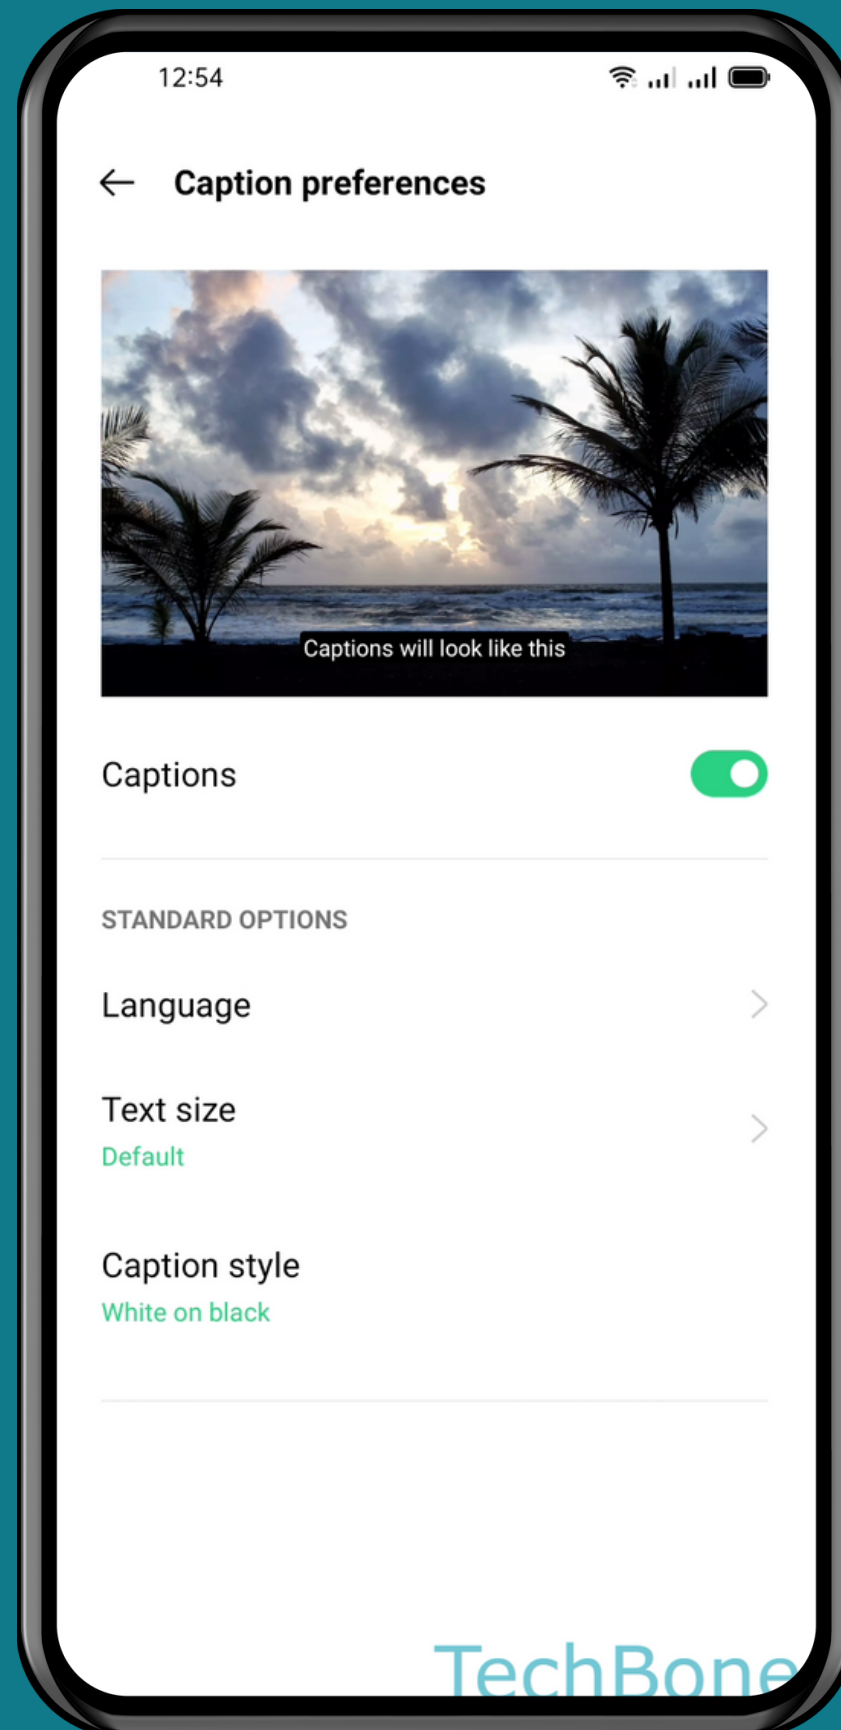 12:54
Caption preferences
Captions will look like this
Captions
STANDARD OPTIONS
Language
Text size
Default
Caption style
White on black
TechBone